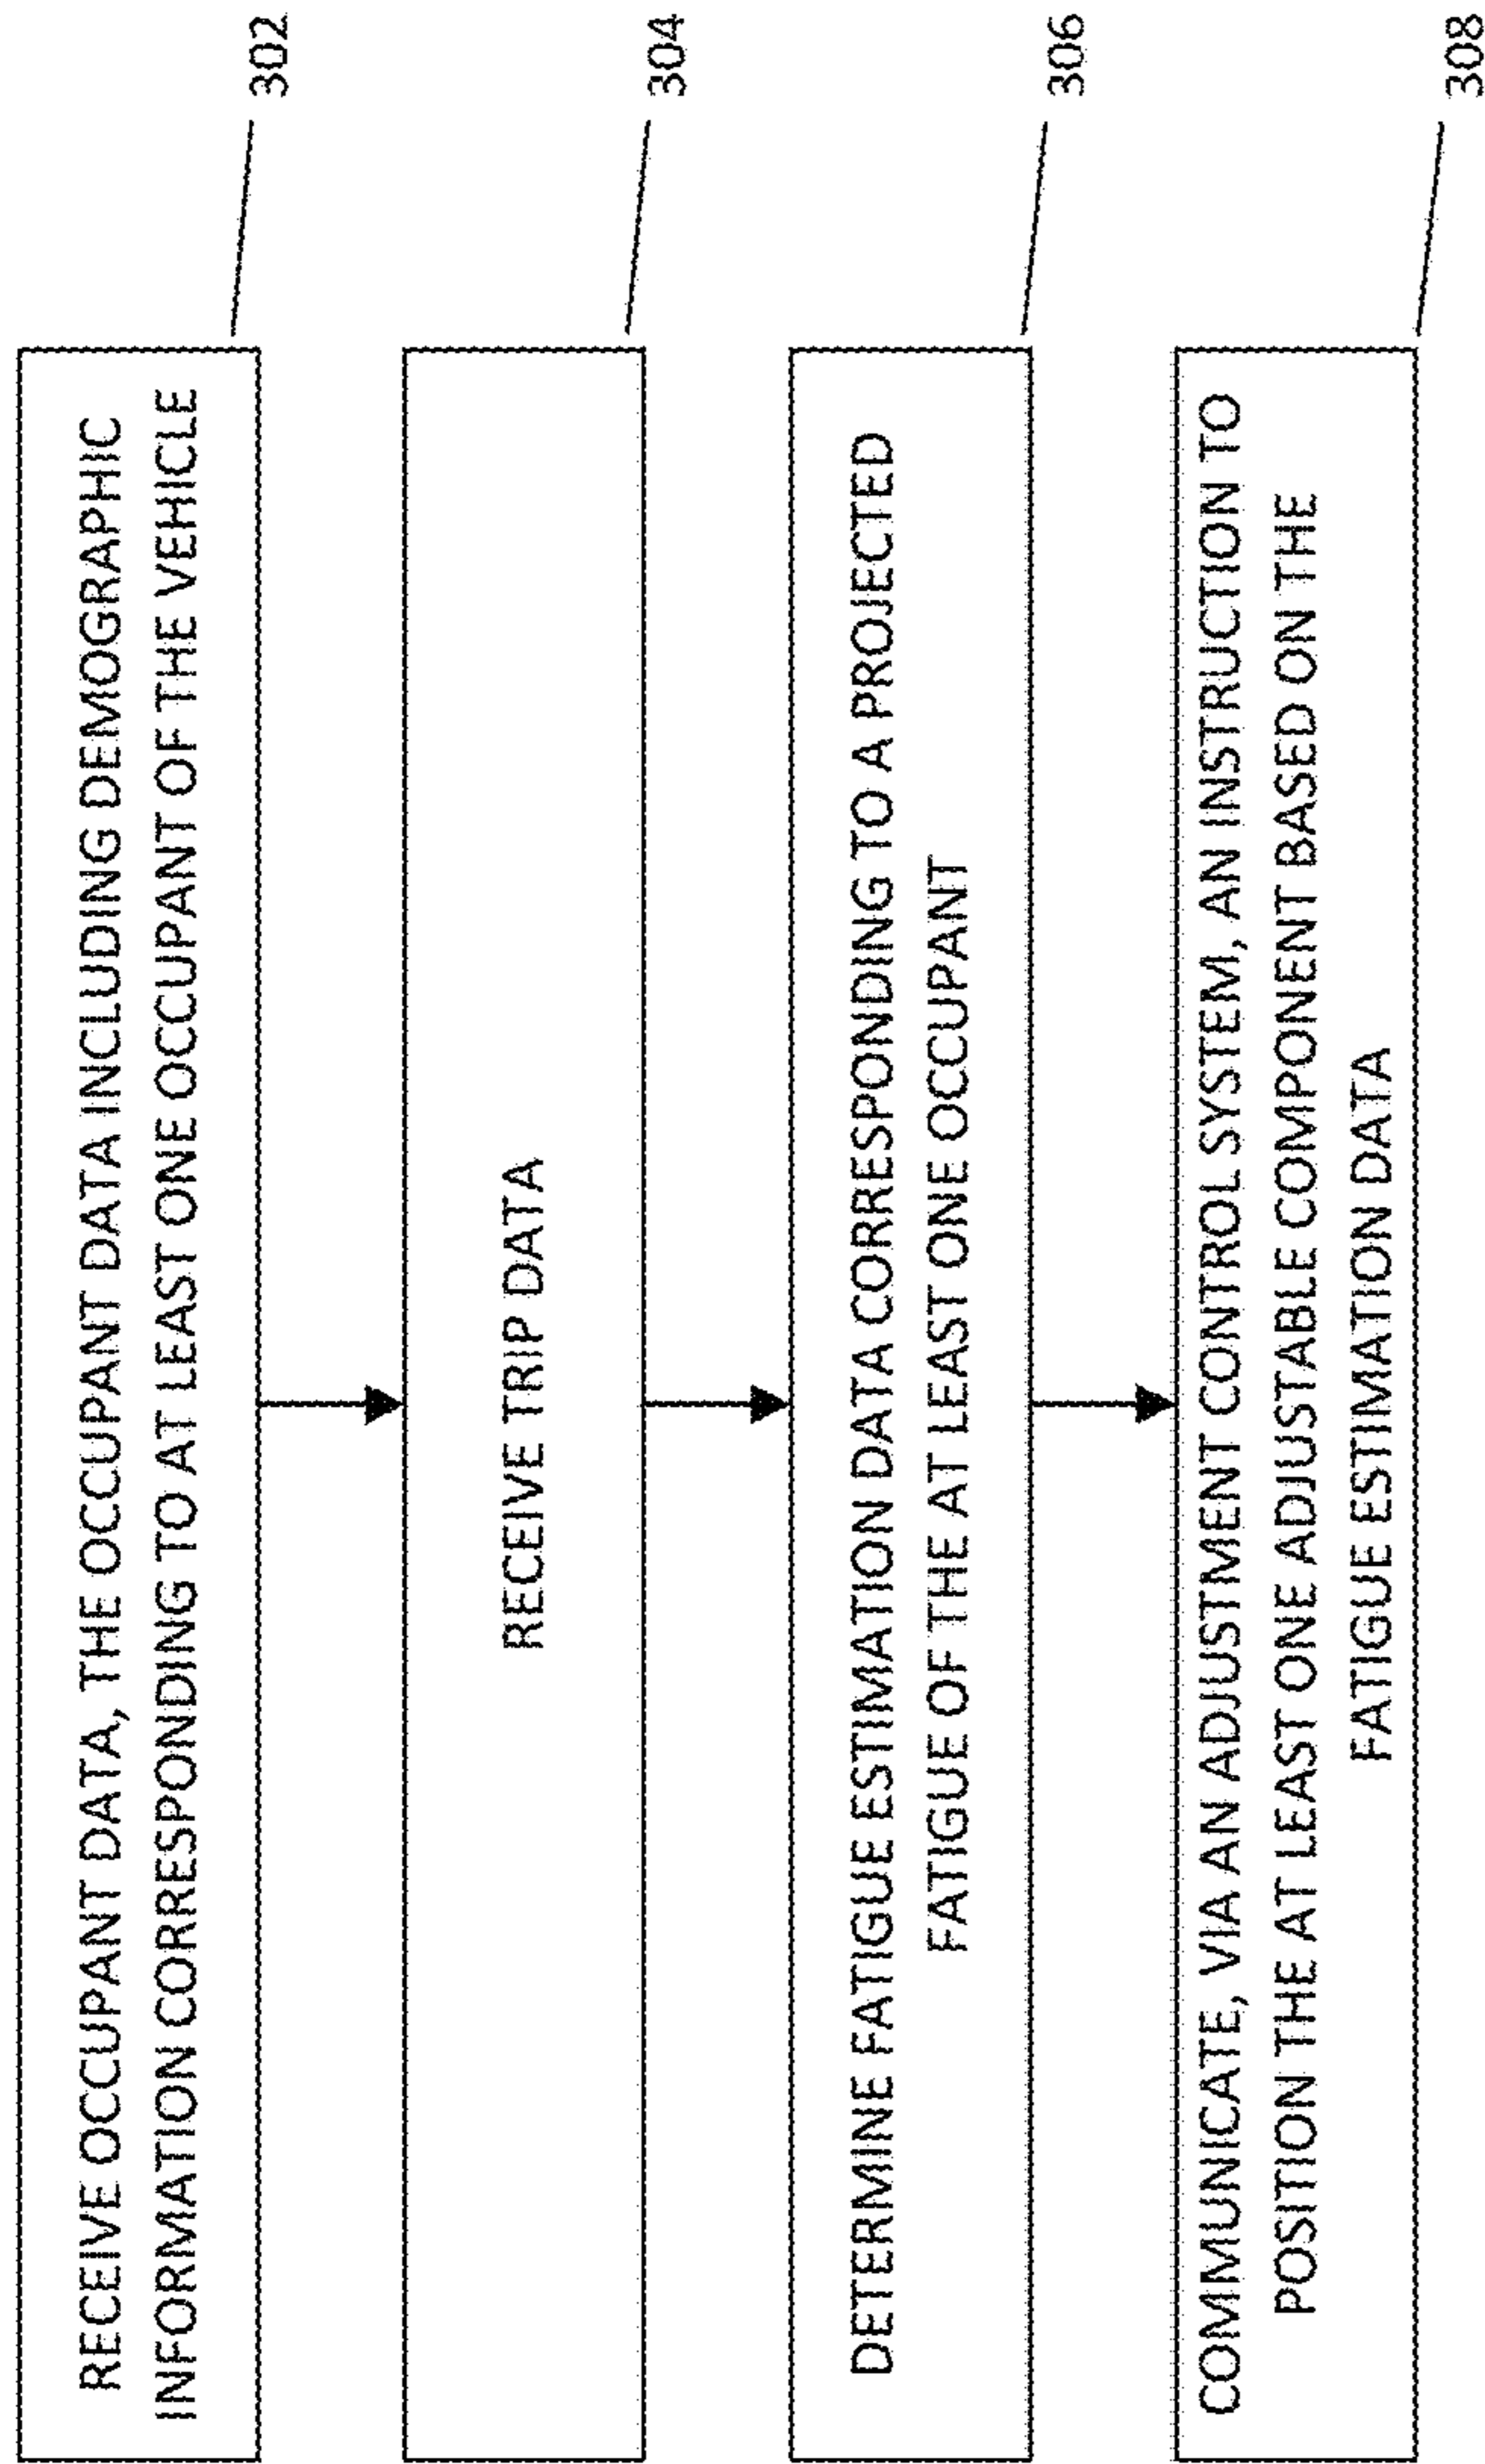 RECEIVE OCCUPANT DATA, THE OCCUPANT DATA INCLUDING DEMOGRAPHIC
INFORMATION CORRESPONDING TO AT LEAST ONE OCCUPANT OF THE VEHICLE
302
RECEIVE TRIP DATA
304
DETERMINE FATIGUE ESTIMATION DATA CORRESPONDING TO A PROJECTED
FATIGUE OF THE AT LEAST ONE OCCUPANT
306
COMMUNICATE, VIA AN ADJUSTMENT CONTROL SYSTEM, AN INSTRUCTION TO
POSITION THE AT LEAST ONE ADJUSTABLE COMPONENT BASED ON THE
FATIGUE ESTIMATION DATA
308